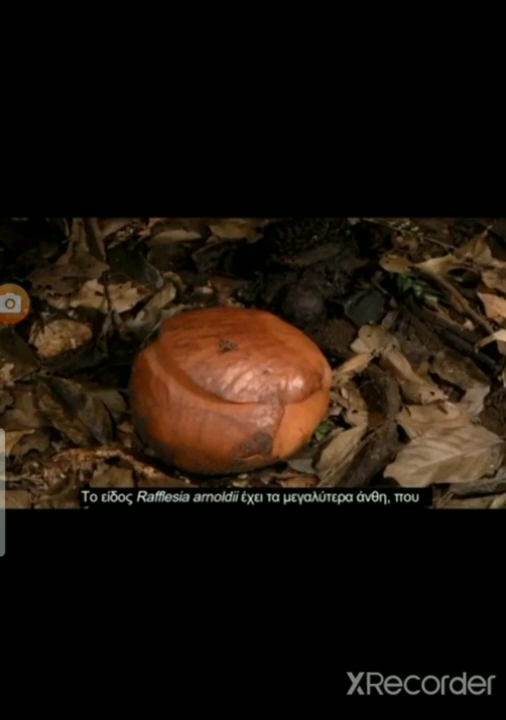 Το είδος Rafflesia arnoldii έχει τα μεγαλύτερα άνθη, που
XRecorder